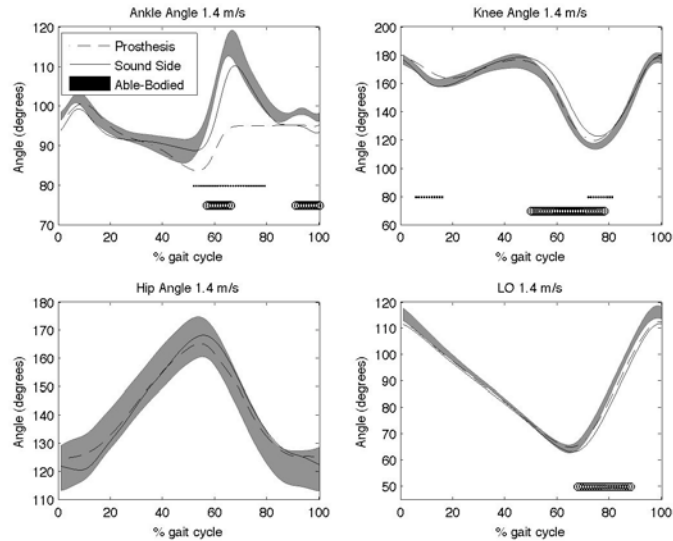 Ankle Angle 1.4 m/s
Prosthesis
Sound Side
Able-Bodied
Angle (degrees)
120
110
100
90
80
70
0 20 40 60 80 100
% gait cycle
Knee Angle 1.4 m/s
Angle (degrees)
200
180
160
140
120
100
80
60
0 20 40 60 80 100
% gait cycle
Hip Angle 1.4 m/s
Angle (degrees)
180
170
160
150
140
130
120
110
0 20 40 60 80 100
% gait cycle
LO 1.4 m/s
Angle (degrees)
120
110
100
90
80
70
60
50
0 20 40 60 80 100
% gait cycle